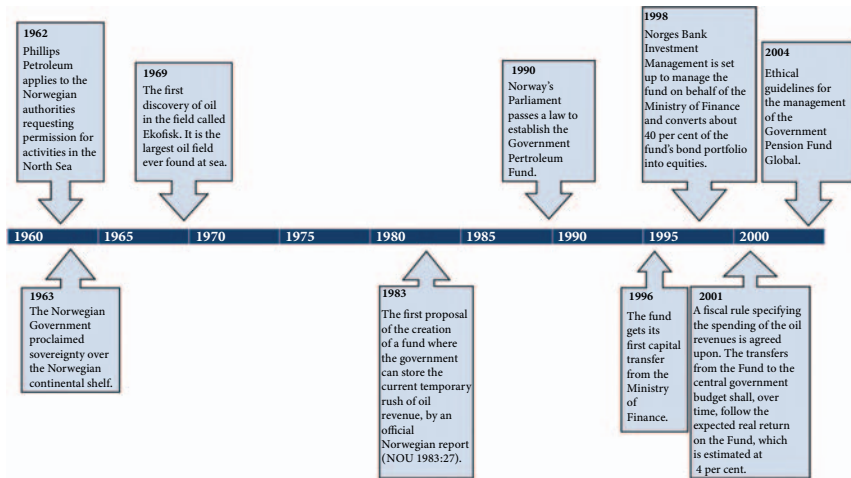 1962
Phillips
Petroleum
applies to the
Norwegian
authorities
requesting
permission for
activities in the
North Sea
1969
The first
discovery of oil
in the field called
Ekofisk. It is the
largest oil field
ever found at sea.
1990
Norway's
Parliament
passes a law to
establish the
Government
Pertroleum
Fund.
1998
Norges Bank
Investment
Management is set
up to manage the
fund on behalf of the
Ministry of Finance
and converts about
40 per cent of the
fund's bond portfolio
into equities.
2004
Ethical
guidelines for
the management
of the
Government
Pension Fund
Global.
1960 1965 1970 1975 1980 1985 1990 1995 2000
1963
The Norwegian
Government
proclaimed
sovereignty over
the Norwegian
continental shelf.
1983
The first proposal
of the creation
of a fund where
the government
can store the
current temporary
rush of oil
revenue, by an
official
Norwegian report
(NOU 1983:27).
1996
The fund
gets its
first capital
transfer
from the
Ministry
of
Finance.
2001
A fiscal rule specifying
the spending of the oil
revenues is agreed
upon. The transfers
from the Fund to the
central government
budget shall, over
time, follow the
expected real return
on the Fund, which
is estimated at
4 per cent.